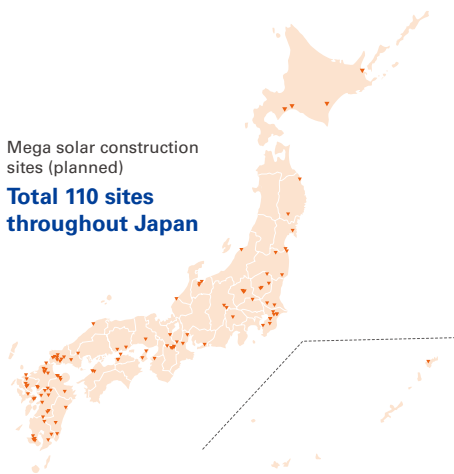 Mega solar construction
sites (planned)
Total 110 sites
throughout Japan